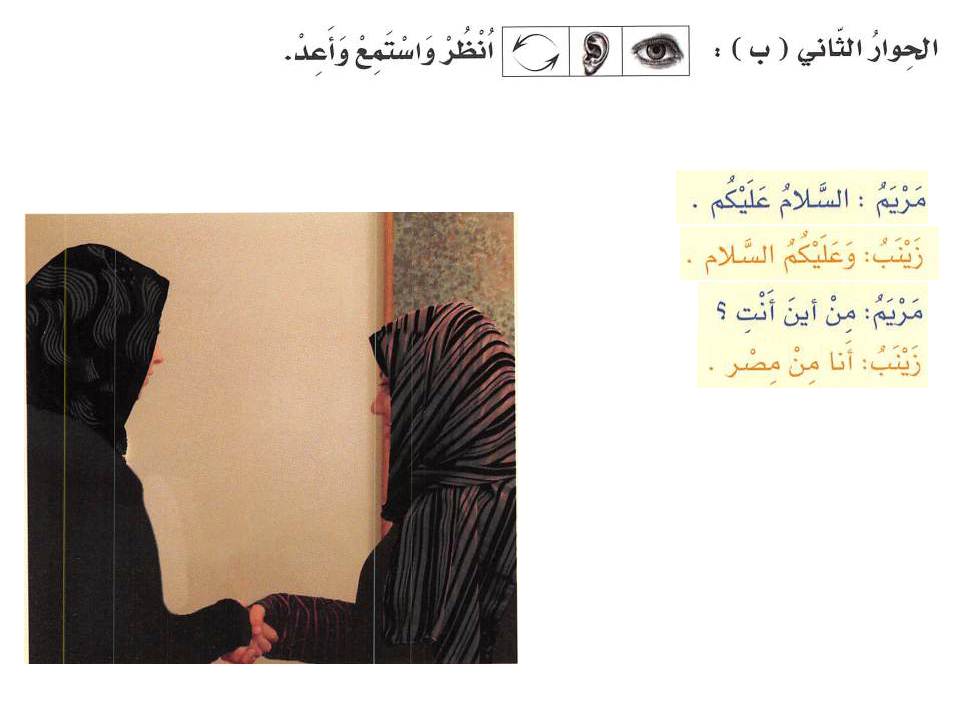 الحِوارُ الثّاني ( ب ) : اُنْظُرْ وَاسْتَمِعْ وَأَعِدْ.
مَرْيَمُ : السَّلامُ عَلَيْكُم .
زَيْنَبُ: وَعَلَيْكُمُ السَّلام .
مَرْيَمُ: مِنْ أينَ أَنْتِ ؟
زَيْنَبُ: أَنا مِنْ مِصْر .